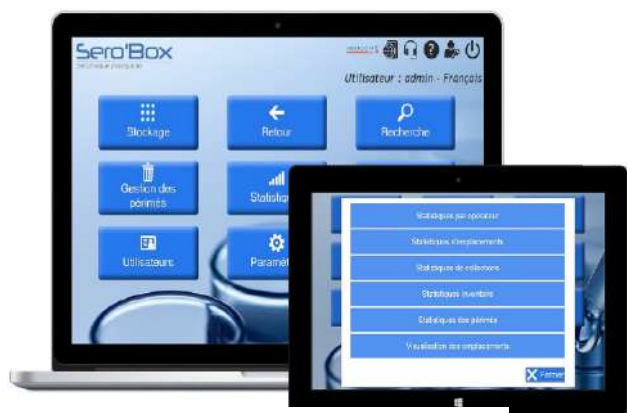 Sero'Box
Utilisateur : admin - Français
Stockage
Retour
Recherche
Gestion des
périmés
Statistiqu
Utilisateurs
Paramèt
Statistiques par opérateur
Statistiques d'emplacements
Statistiques de collections
Statistiques inventaire
Statistiques des périmés
Visualisation des emplacements
Fermer